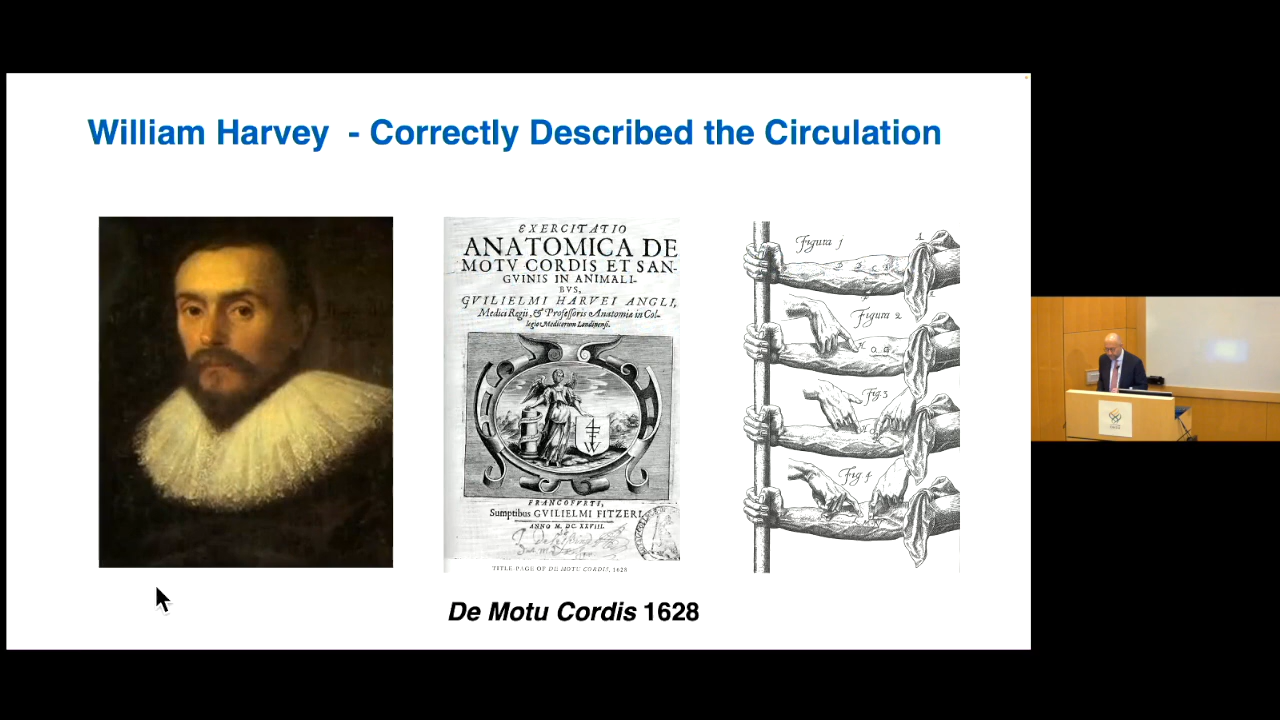 William Harvey - Correctly Described the Circulation
EXERCITATIO
ANATOMICA DE
MOTV CORDIS ET SAN-
GVINIS IN ANIMALI-
BVS,
GVILIELMI HARVEI ANGLI,
Medici Regii, & Professoris Anatomiæ in Col-
legio Medicorum Londinensi.
FRANCOFVRTI,
Sumptibus GVILIELMI FITZERI.
ANNO M. DC. XXVIII.
TITLE PAGE OF DE MOTU CORDIS, 1628
Figura 1
Figura 2
Fig 3
Fig 4
De Motu Cordis 1628